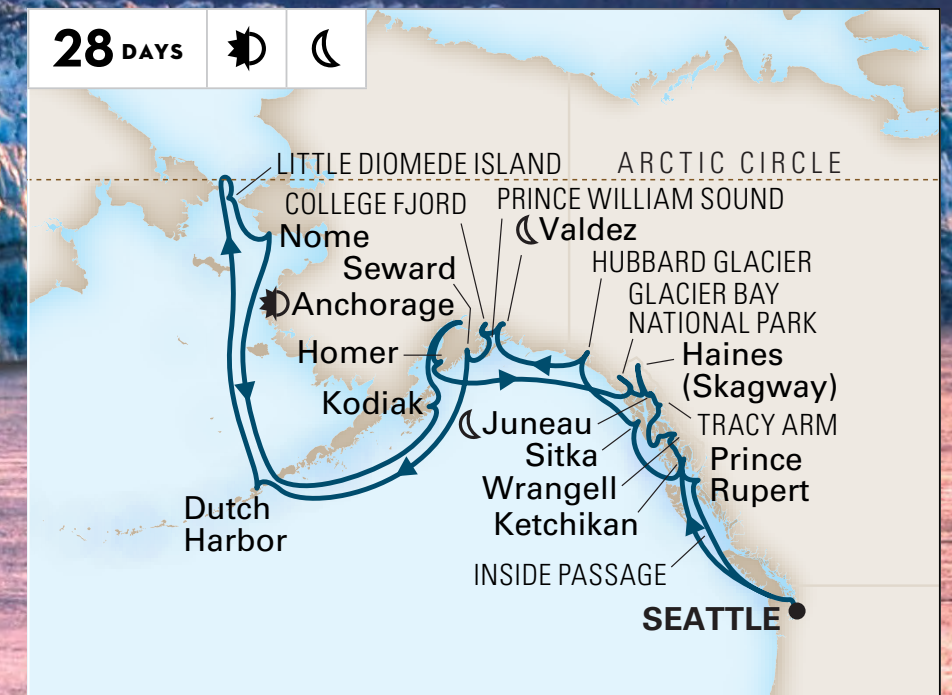 28 DAYS
LITTLE DIOMEDE ISLAND
ARCTIC CIRCLE
COLLEGE FJORD
PRINCE WILLIAM SOUND
Nome
Valdez
Seward
HUBBARD GLACIER
Anchorage
GLACIER BAY
NATIONAL PARK
Homer
Haines
(Skagway)
Kodiak
Juneau
TRACY ARM
Sitka
Prince
Rupert
Wrangell
Ketchikan
Dutch
Harbor
INSIDE PASSAGE
SEATTLE